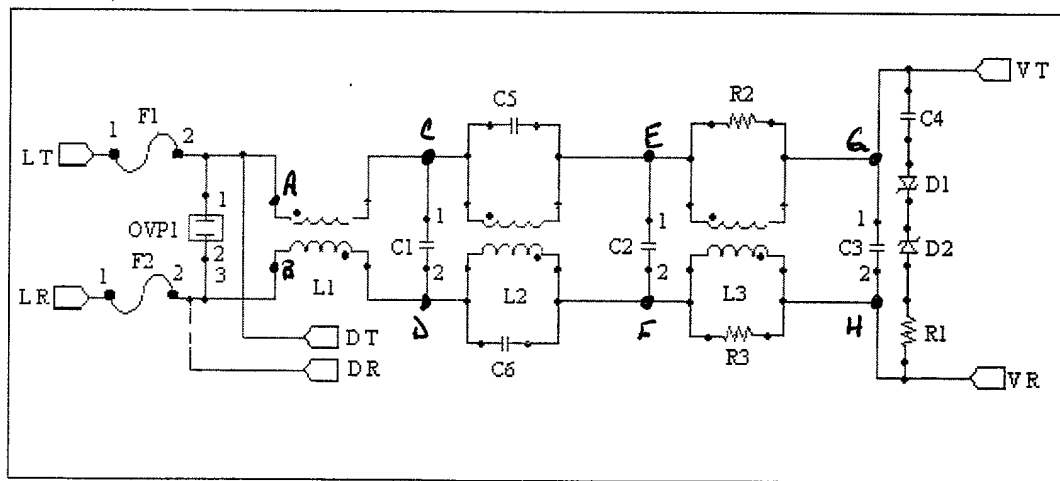 VT
C5
R2
F1
C
E
C4
1
2
LT
G
A
1
1
1
1
D1
OVP1
C1
C2
C3
D2
2
F2
3
B
2
2
2
1
2
LR
L1
L2
L3
D
F
H
R1
DT
DR
C6
R3
VR